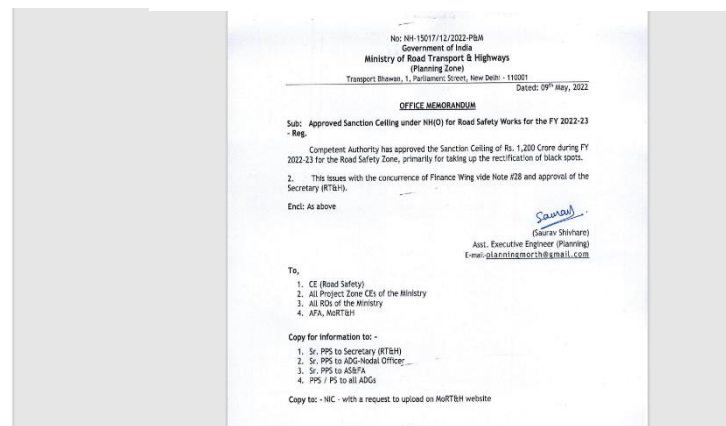 No: NH-15017/12/2022-P&M
Government of India
Ministry of Road Transport & Highways
(Planning Zone)
Transport Bhawan, 1, Parliament Street, New Delhi - 110001
Dated: 09th May, 2022
OFFICE MEMORANDUM
Sub: Approved Sanction Ceiling under NH(O) for Road Safety Works for the FY 2022-23
- Reg.
Competent Authority has approved the Sanction Ceiling of Rs. 1,200 Crore during FY
2022-23 for the Road Safety Zone, primarily for taking up the rectification of black spots.
2. This issues with the concurrence of Finance Wing vide Note #28 and approval of the
Secretary (RT&H).
Encl: As above
Saurav
(Saurav Shivhare)
Asst. Executive Engineer (Planning)
E-mai-planningmorth@gmail.com
To,
1. CE (Road Safety)
2. All Project Zone CEs of the Ministry
3. All ROs of the Ministry
4. AFA, MoRT&H
Copy for information to: -
1. Sr. PPS to Secretary (RT&H)
2. Sr. PPS to ADG-Nodal Officer
3. Sr. PPS to AS&FA
4. PPS / PS to all ADGs
Copy to: - NIC - with a request to upload on MoRT&H website